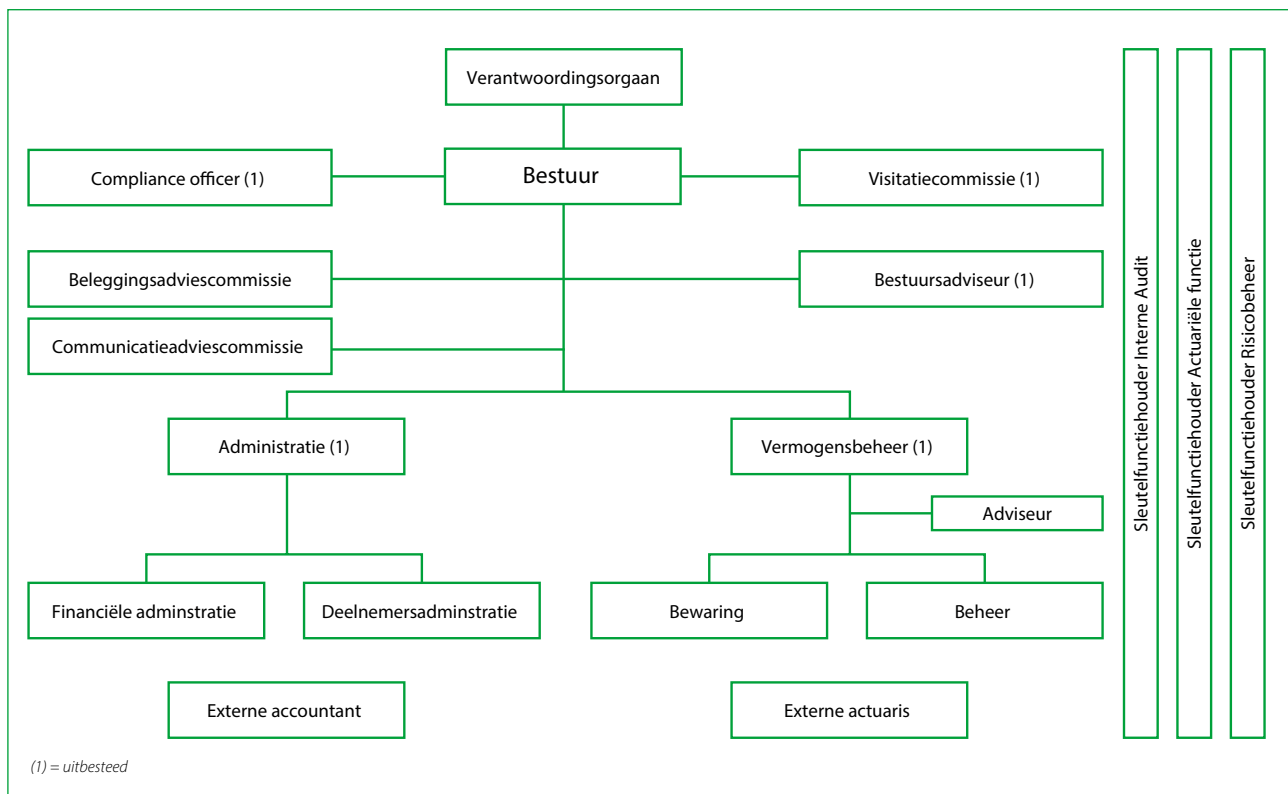 Verantwoordingsorgaan
Compliance officer (1)
Bestuur
Visitatiecommissie (1)
Beleggingsadviescommissie
Bestuursadviseur (1)
Communicatieadviescommissie
Administratie (1)
Vermogensbeheer (1)
Adviseur
Financiële adminstratie
Deelnemersadminstratie
Bewaring
Beheer
Externe accountant
Externe actuaris
Sleutelfunctiehouder Interne Audit
Sleutelfunctiehouder Actuariële functie
Sleutelfunctiehouder Risicobeheer
(1) = uitbesteed